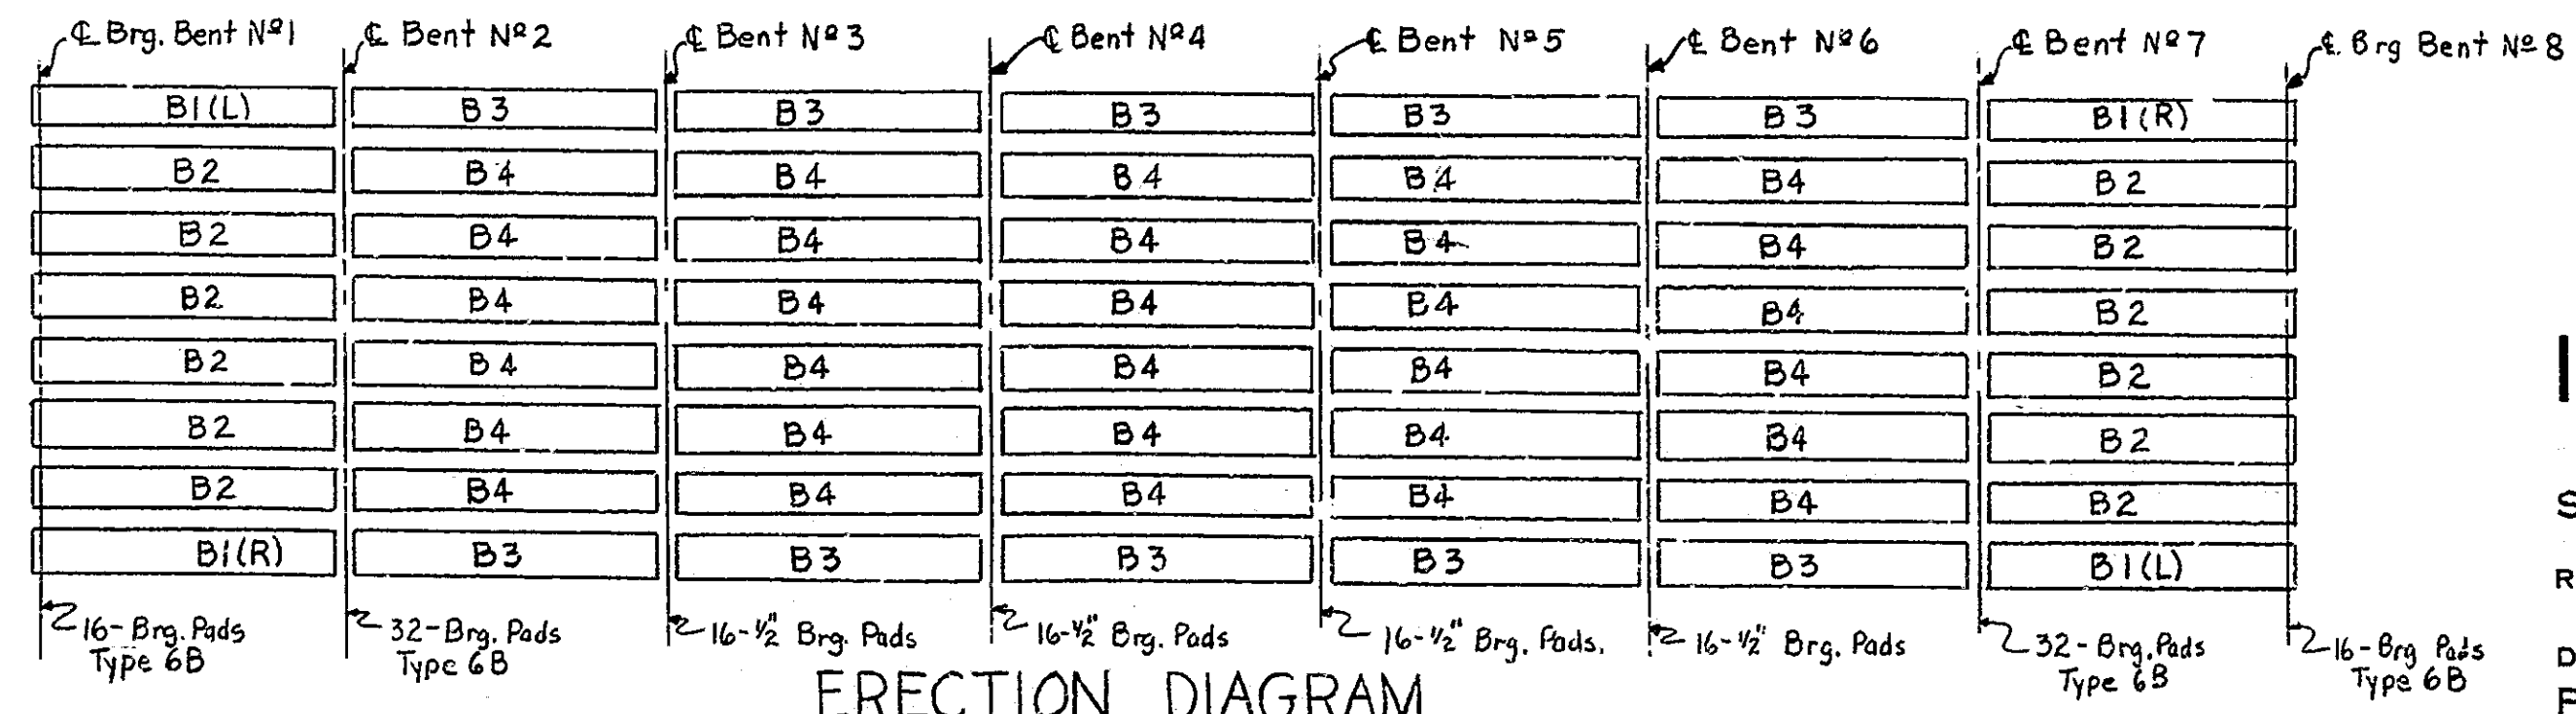 ℄ Brg. Bent Nº1 ℄ Bent Nº2 ℄ Bent Nº3 ℄ Bent Nº4 ℄ Bent Nº5 ℄ Bent Nº6 ℄ Bent Nº7 ℄ Brg Bent Nº8
B1(L) B3 B3 B3 B3 B3 B1(R)
B2 B4 B4 B4 B4 B4 B2
B2 B4 B4 B4 B4 B4 B2
B2 B4 B4 B4 B4 B4 B2
B2 B4 B4 B4 B4 B4 B2
B2 B4 B4 B4 B4 B4 B2
B2 B4 B4 B4 B4 B4 B2
B1(R) B3 B3 B3 B3 B3 B1(L)
16-Brg. Pads 32-Brg. Pads 16-½" Brg. Pads 16-½" Brg. Pads 16-½" Brg. Pads. 16-½" Brg. Pads 32-Brg. Pads 16-Brg Pads
Type 6B Type 6B Type 6B Type 6B
ERECTION DIAGRAM